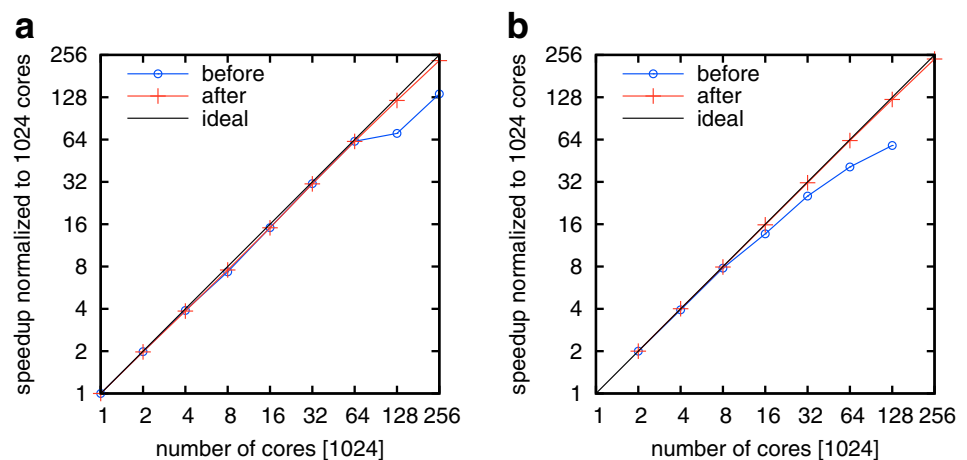 a
256
128
64
32
16
8
4
2
1
speedup normalized to 1024 cores
before
after
ideal
1 2 4 8 16 32 64 128 256
number of cores [1024]
b
256
128
64
32
16
8
4
2
1
speedup normalized to 1024 cores
before
after
ideal
1 2 4 8 16 32 64 128 256
number of cores [1024]